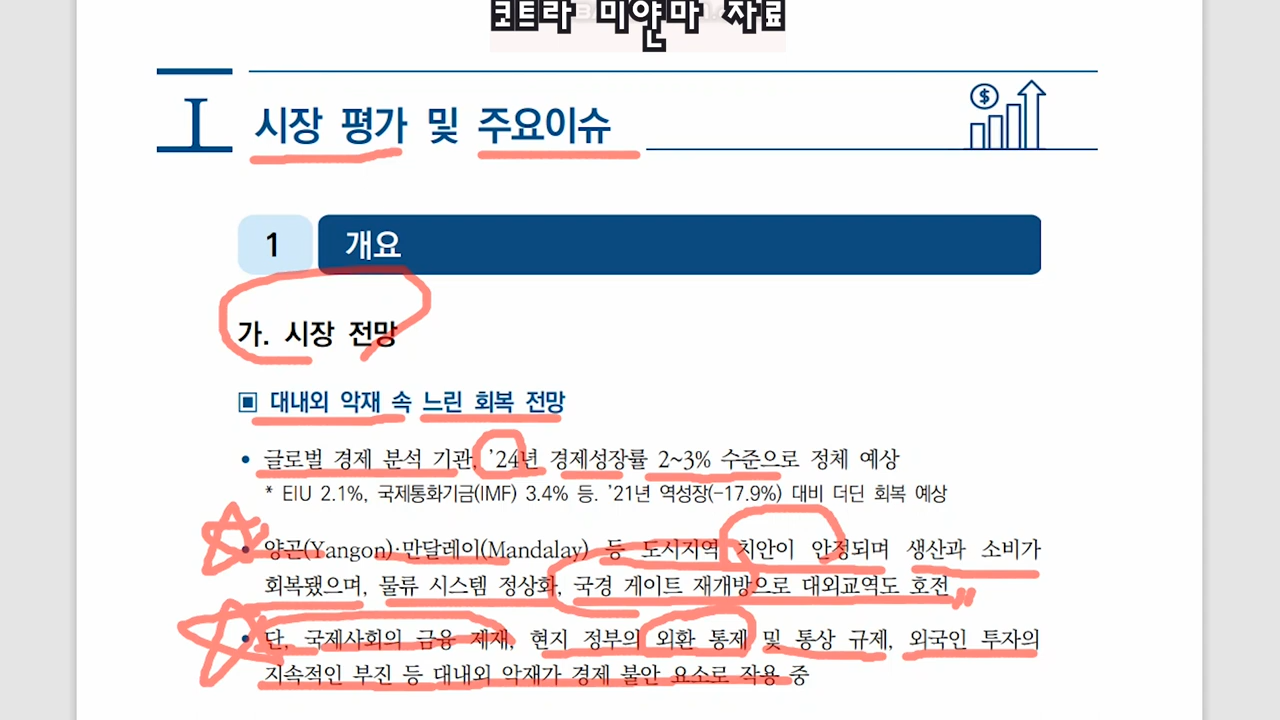 코트라 미얀마 자료
I 시장 평가 및 주요이슈
$
1 개요
가. 시장 전망
▣ 대내외 악재 속 느린 회복 전망
• 글로벌 경제 분석 기관, ’24년 경제성장률 2~3% 수준으로 정체 예상
* EIU 2.1%, 국제통화기금(IMF) 3.4% 등. ’21년 역성장(-17.9%) 대비 더딘 회복 예상
• 양곤(Yangon)·만달레이(Mandalay) 등 도시지역 치안이 안정되며 생산과 소비가
회복됐으며, 물류 시스템 정상화, 국경 게이트 재개방으로 대외교역도 호전
• 단, 국제사회의 금융 제재, 현지 정부의 외환 통제 및 통상 규제, 외국인 투자의
지속적인 부진 등 대내외 악재가 경제 불안 요소로 작용 중